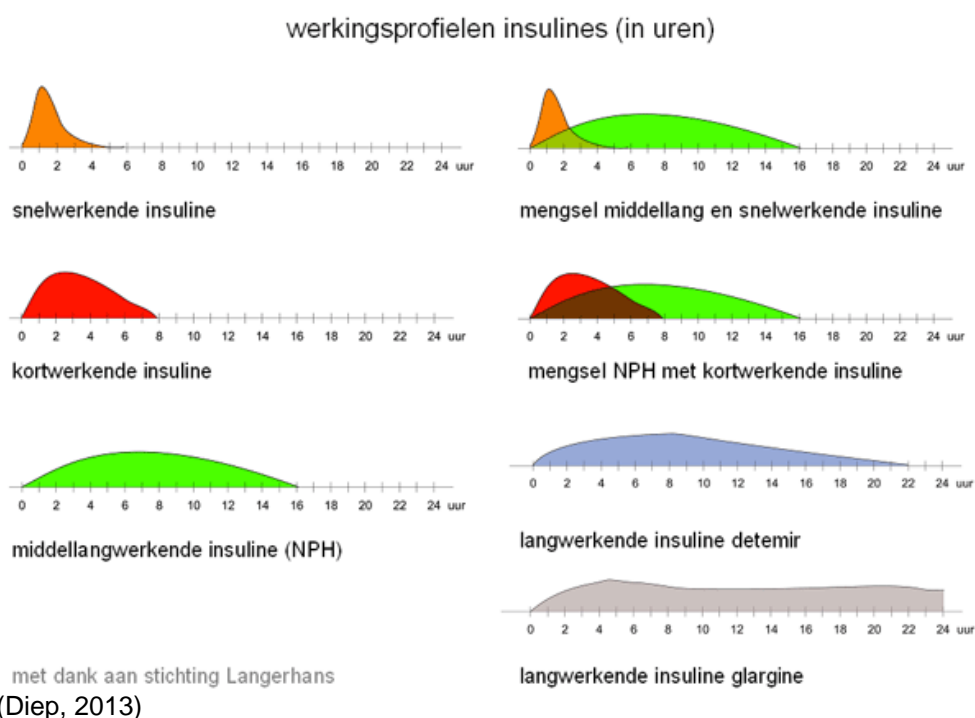 werkingsprofielen insulines (in uren)
0 2 4 6 8 10 12 14 16 18 20 22 24 uur
snelwerkende insuline
0 2 4 6 8 10 12 14 16 18 20 22 24 uur
mengsel middellang en snelwerkende insuline
0 2 4 6 8 10 12 14 16 18 20 22 24 uur
kortwerkende insuline
0 2 4 6 8 10 12 14 16 18 20 22 24 uur
mengsel NPH met kortwerkende insuline
0 2 4 6 8 10 12 14 16 18 20 22 24 uur
middellangwerkende insuline (NPH)
0 2 4 6 8 10 12 14 16 18 20 22 24 uur
langwerkende insuline detemir
0 2 4 6 8 10 12 14 16 18 20 22 24 uur
langwerkende insuline glargine
met dank aan stichting Langerhans
(Diep, 2013)